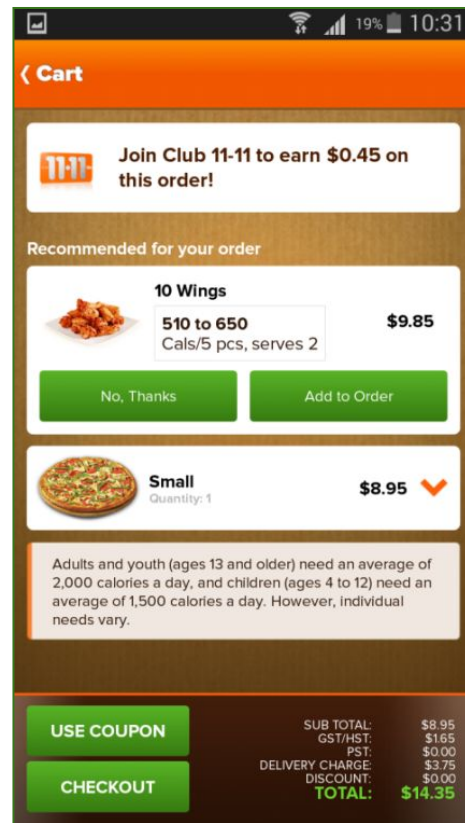 19% 10:31
Cart
11-11
Join Club 11-11 to earn $0.45 on
this order!
Recommended for your order
10 Wings
510 to 650
Cals/5 pcs, serves 2
$9.85
No, Thanks
Add to Order
Small
Quantity: 1
$8.95
Adults and youth (ages 13 and older) need an average of
2,000 calories a day, and children (ages 4 to 12) need an
average of 1,500 calories a day. However, individual
needs vary.
USE COUPON
CHECKOUT
SUB TOTAL: $8.95
GST/HST: $1.65
PST: $0.00
DELIVERY CHARGE: $3.75
DISCOUNT: $0.00
TOTAL: $14.35